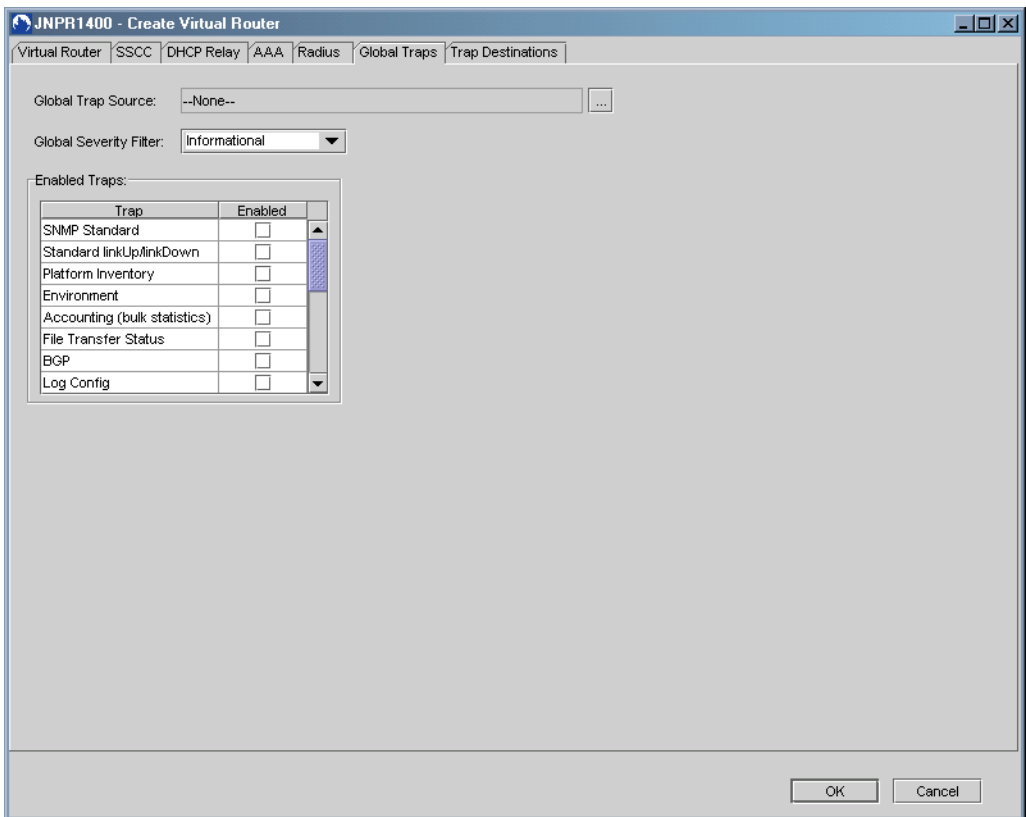 JNPR1400 - Create Virtual Router
Virtual Router SSCC DHCP Relay AAA Radius Global Traps Trap Destinations
Global Trap Source: --None-- ...
Global Severity Filter: Informational
Enabled Traps:
Trap Enabled
SNMP Standard
Standard linkUp/linkDown
Platform Inventory
Environment
Accounting (bulk statistics)
File Transfer Status
BGP
Log Config
OK Cancel